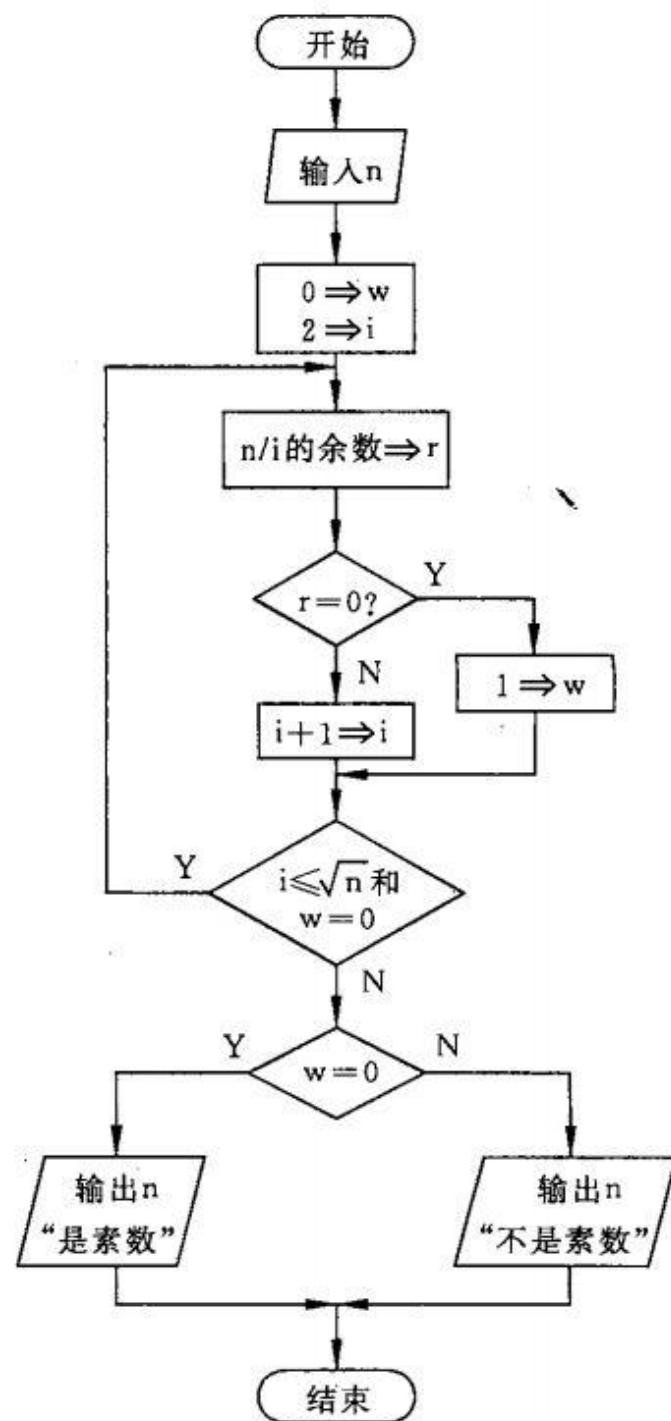 开始
输入n
0⇒w
2⇒i
n/i的余数⇒r
r=0?
Y
N
1⇒w
i+1⇒i
Y
i≤√n和
w=0
N
Y
w=0
N
输出n
“是素数”
输出n
“不是素数”
结束